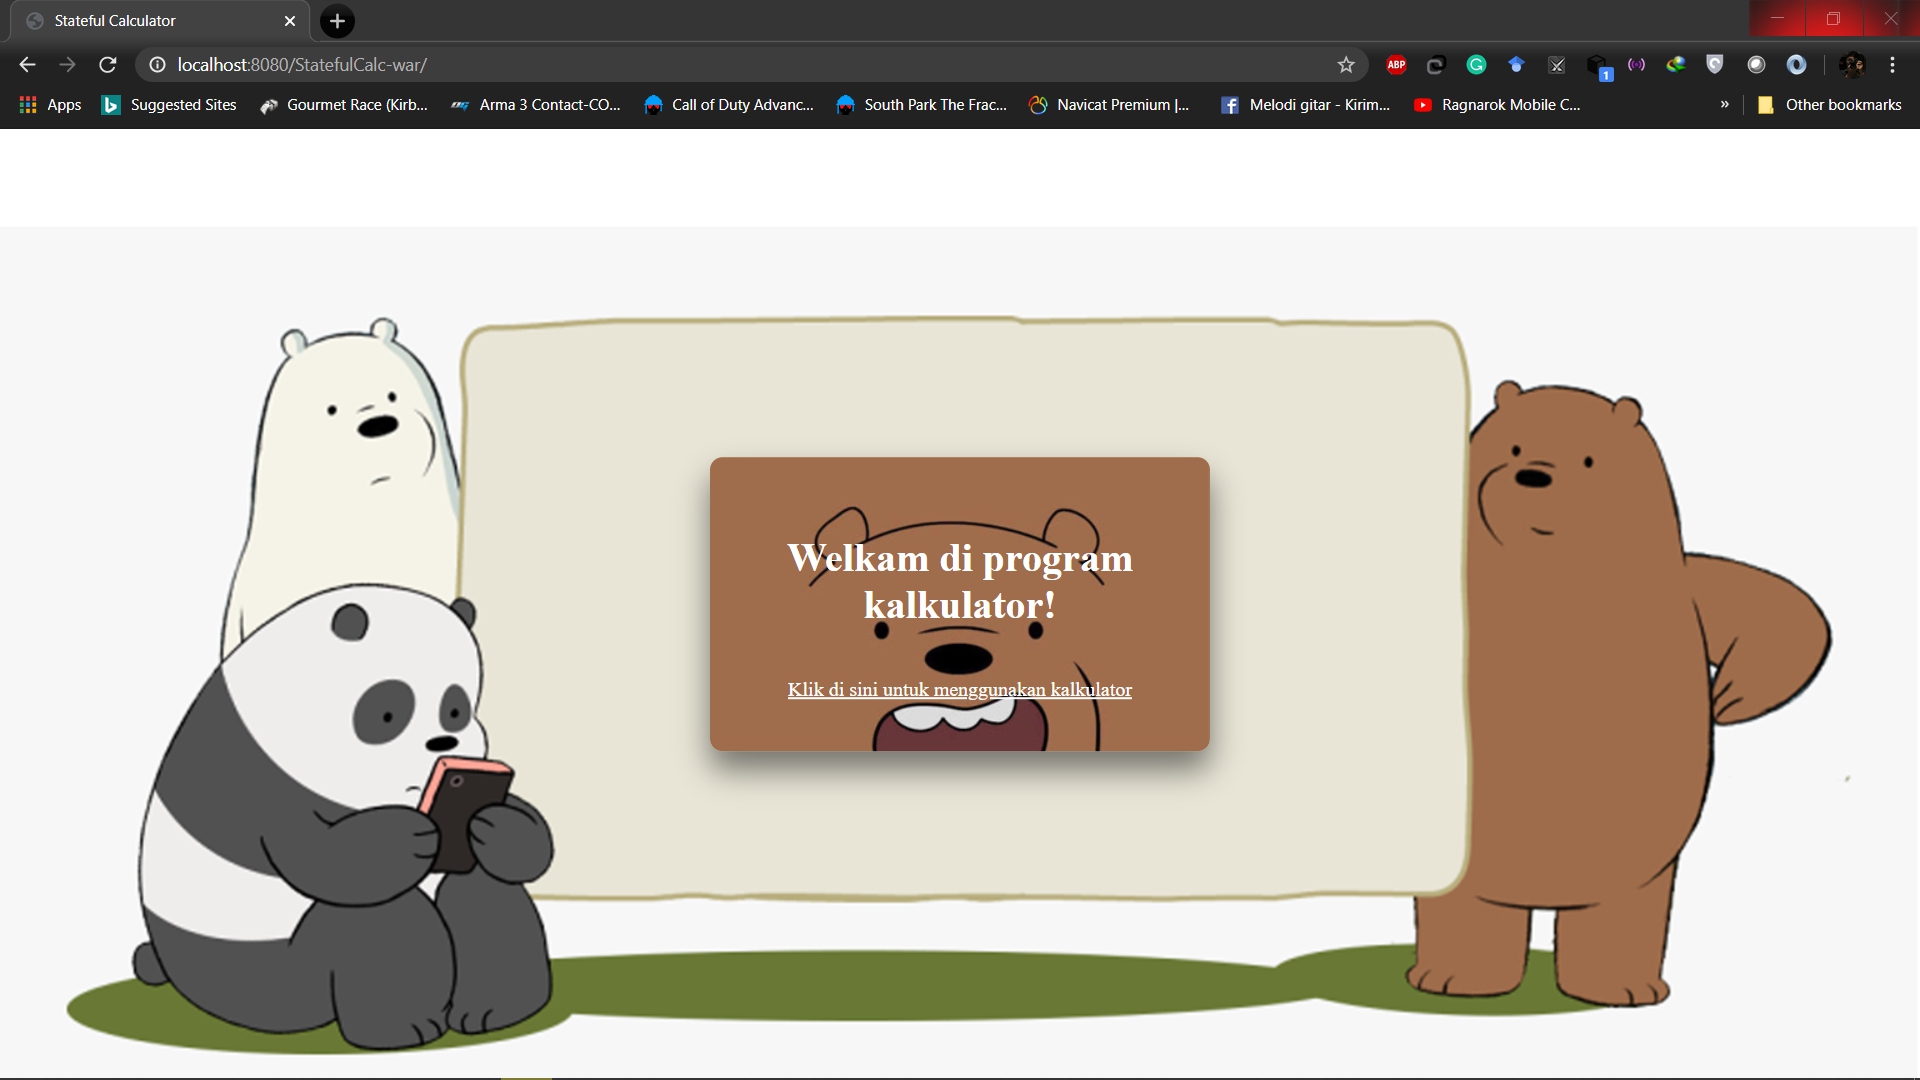 Stateful Calculator
localhost:8080/StatefulCalc-war/
ABP
1
Apps
Suggested Sites
Gourmet Race (Kirb...
Arma 3 Contact-CO...
Call of Duty Advanc...
South Park The Frac...
Navicat Premium |...
Melodi gitar - Kirim...
Ragnarok Mobile C...
»
Other bookmarks
Welkam di program
kalkulator!
Klik di sini untuk menggunakan kalkulator